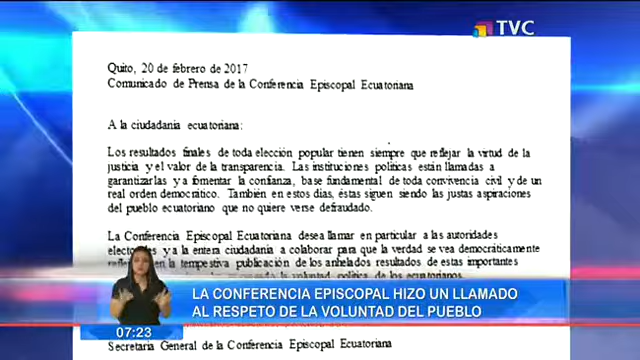 TVC
Quito, 20 de febrero de 2017
Comunicado de Prensa de la Conferencia Episcopal Ecuatoriana
A la ciudadanía ecuatoriana:
Los resultados finales de toda elección popular tienen siempre que reflejar la virtud de la
justicia y el valor de la transparencia. Las instituciones políticas están llamadas a
garantizarlas y a fomentar la confianza, base fundamental de toda convivencia civil y de un
real orden democrático. También en estos días, éstas siguen siendo las justas aspiraciones
del pueblo ecuatoriano que no quiere verse defraudado.
La Conferencia Episcopal Ecuatoriana desea llamar en particular a las autoridades
y a la entera ciudadanía a colaborar para que la verdad se vea democráticamente
en la tempestiva publicación de los anhelados resultados de estas importantes
la voluntad política de los ecuatorianos
LA CONFERENCIA EPISCOPAL HIZO UN LLAMADO
AL RESPETO DE LA VOLUNTAD DEL PUEBLO
07:23
Secretaría General de la Conferencia Episcopal Ecuatoriana